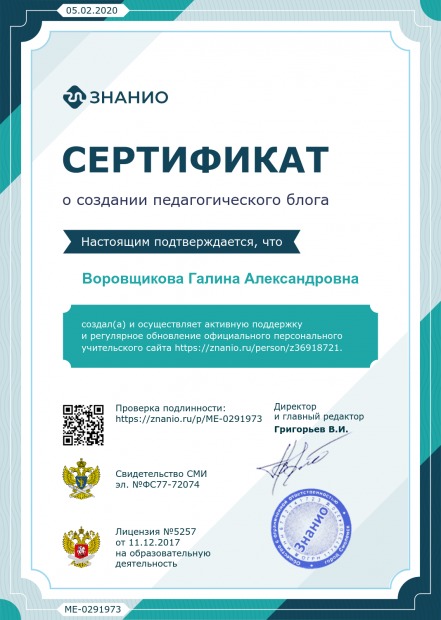 05.02.2020
ЗНАНИО
СЕРТИФИКАТ
о создании педагогического блога
Настоящим подтверждается, что
Воровщикова Галина Александровна
создал(а) и осуществляет активную поддержку
и регулярное обновление официального персонального
учительского сайта https://znanio.ru/person/z36918721.
Проверка подлинности:
https://znanio.ru/p/ME-0291973
Директор
и главный редактор
Григорьев В.И.
Свидетельство СМИ
эл. №ФС77-72074
Лицензия №5257
от 11.12.2017
на образовательную
деятельность
Знанио
ME-0291973